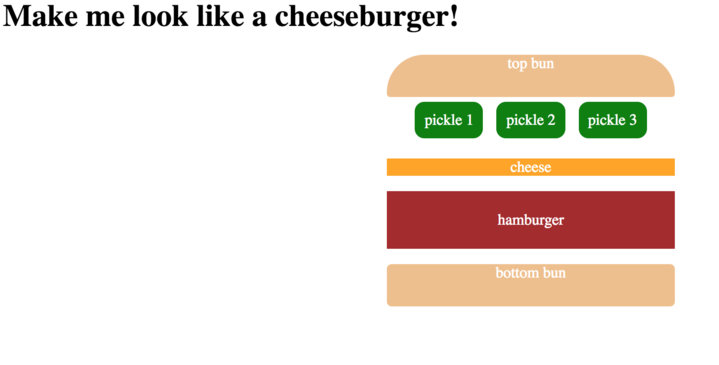 Make me look like a cheeseburger!
top bun
pickle 1 pickle 2 pickle 3
cheese
hamburger
bottom bun